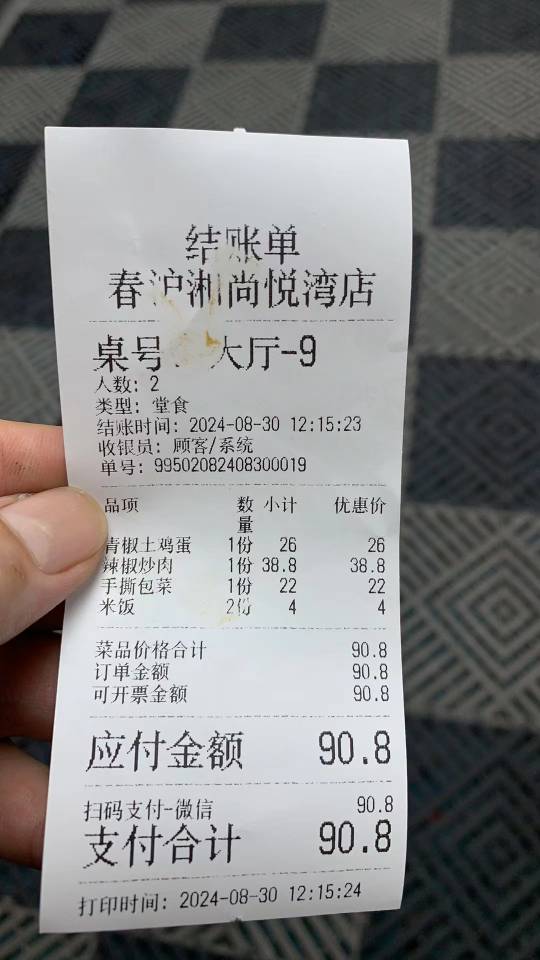 结账单
春沪湘尚悦湾店
桌号 大厅-9
人数: 2
类型: 堂食
结账时间: 2024-08-30 12:15:23
收银员: 顾客/系统
单号: 99502082408300019
品项 数量 小计 优惠价
青椒土鸡蛋 1份 26 26
辣椒炒肉 1份 38.8 38.8
手撕包菜 1份 22 22
米饭 2份 4 4
菜品价格合计 90.8
订单金额 90.8
可开票金额 90.8
应付金额 90.8
扫码支付-微信 90.8
支付合计 90.8
打印时间: 2024-08-30 12:15:24